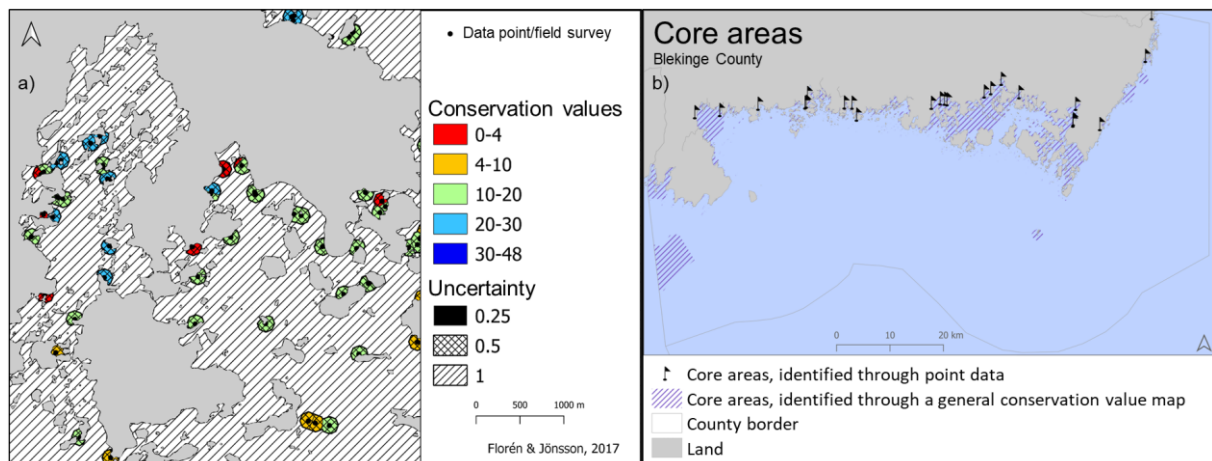 a)
Data point/field survey
Conservation values
0-4
4-10
10-20
20-30
30-48
Uncertainty
0.25
0.5
1
0 500 1000 m
Florén & Jönsson, 2017
Core areas
Blekinge County
b)
0 10 20 km
Core areas, identified through point data
Core areas, identified through a general conservation value map
County border
Land